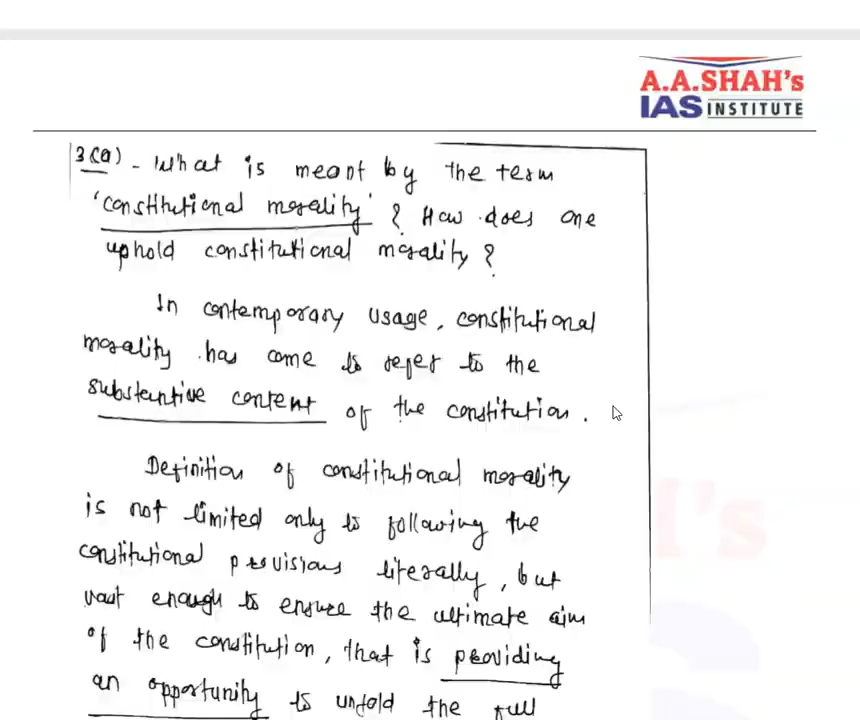 A.A.SHAH's
IAS INSTITUTE
3(a) - What is meant by the term
'constitutional morality' ? How does one
uphold constitutional morality ?
In contemporary usage, constitutional
morality has come to refer to the
substantive content of the constitution.
Definition of constitutional morality
is not limited only to following the
constitutional provisions literally, but
vast enough to ensure the ultimate aim
of the constitution, that is providing
an opportunity to unfold the full
's